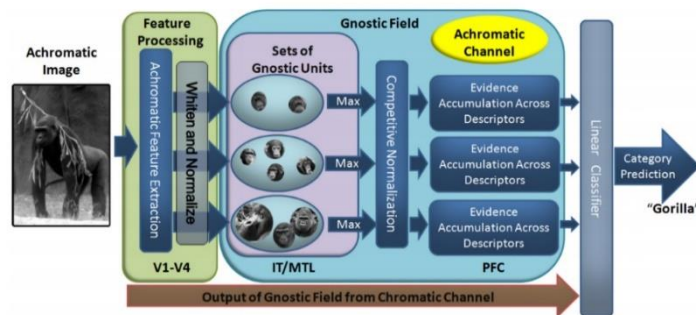 Achromatic
Image
Feature
Processing
Achromatic Feature Extraction
Whiten and Normalize
V1-V4
Gnostic Field
Sets of
Gnostic Units
Max
Max
Max
IT/MTL
Competitive Normalization
Achromatic
Channel
Evidence
Accumulation Across
Descriptors
Evidence
Accumulation Across
Descriptors
Evidence
Accumulation Across
Descriptors
PFC
Linear Classifier
Category
Prediction
“Gorilla”
Output of Gnostic Field from Chromatic Channel